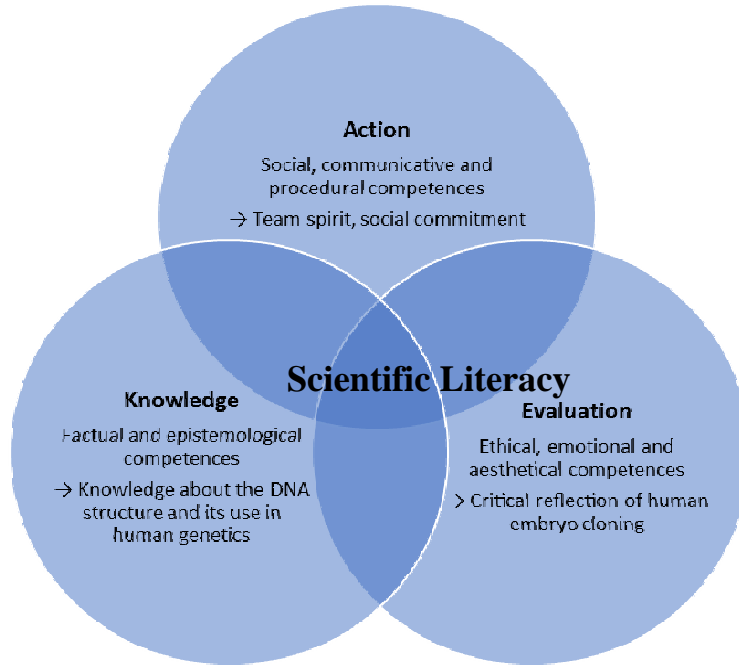 Action
Social, communicative and
procedural competences
→ Team spirit, social commitment
Scientific Literacy
Knowledge
Factual and epistemological
competences
→ Knowledge about the DNA
structure and its use in
human genetics
Evaluation
Ethical, emotional and
aesthetical competences
> Critical reflection of human
embryo cloning